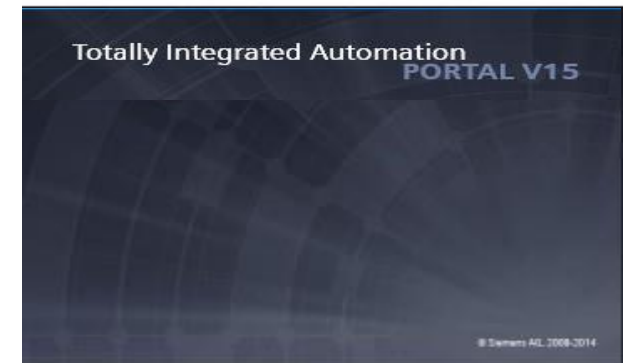 Totally Integrated Automation
PORTAL V15
© Siemens AG, 2008-2014